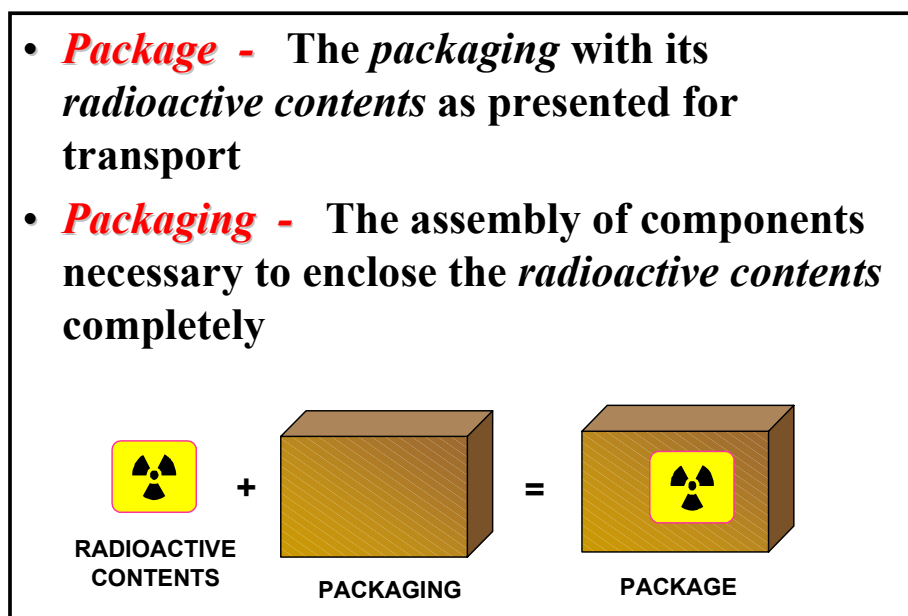 • Package - The packaging with its
radioactive contents as presented for
transport
• Packaging - The assembly of components
necessary to enclose the radioactive contents
completely
+
=
RADIOACTIVE
CONTENTS
PACKAGING
PACKAGE